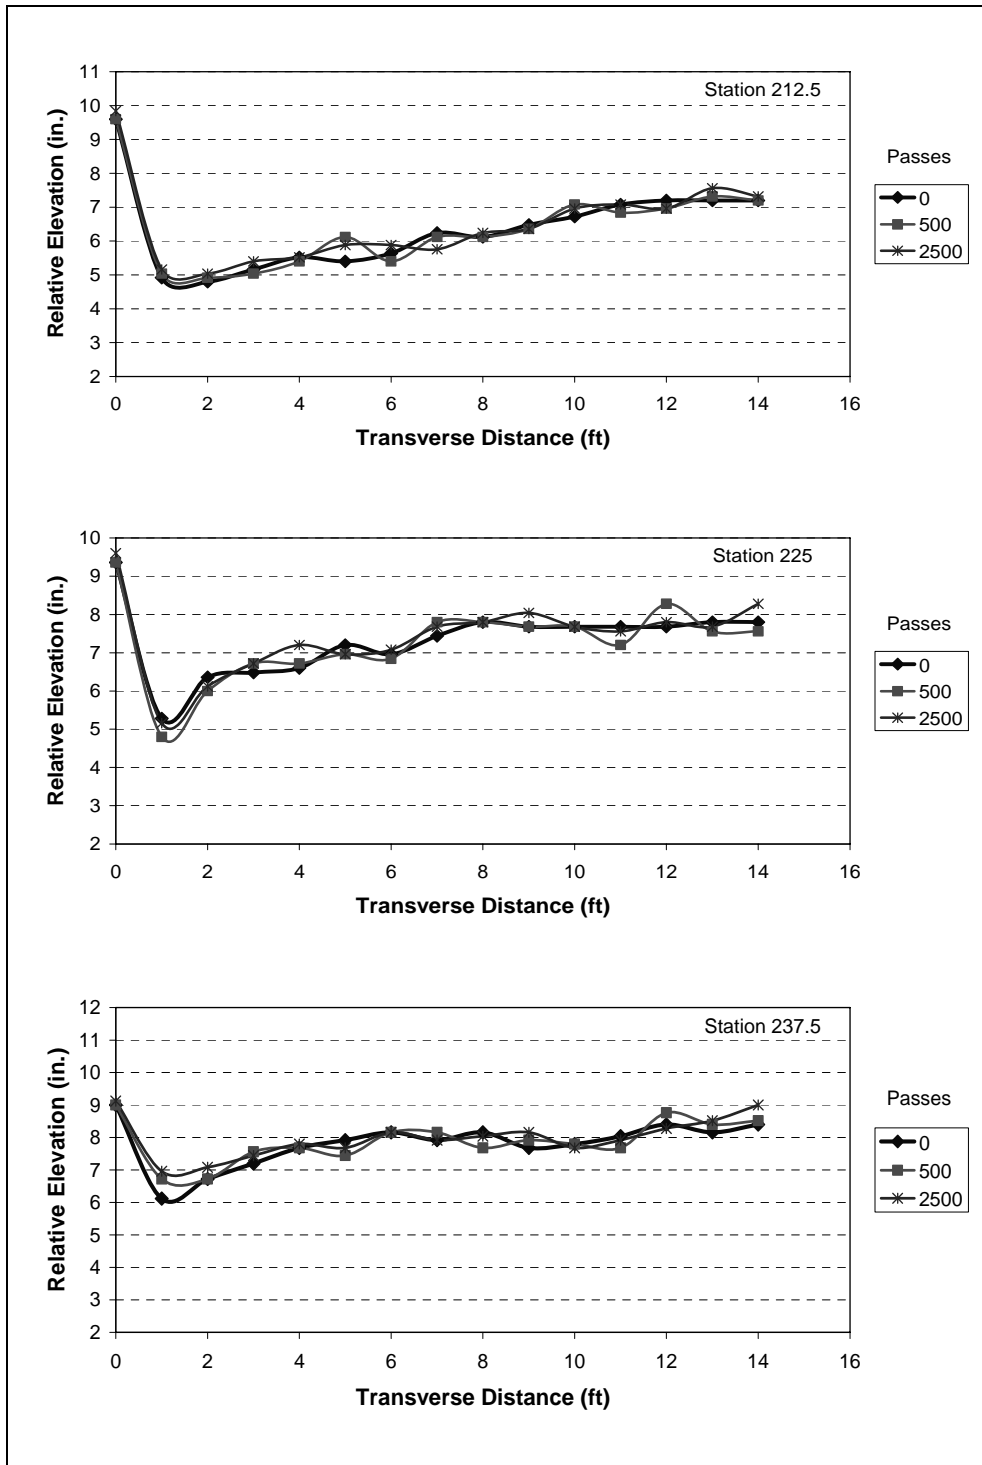 Station 212.5
Relative Elevation (in.)
11
10
9
8
7
6
5
4
3
2
0 2 4 6 8 10 12 14 16
Transverse Distance (ft)
Passes
0
500
2500
Station 225
Relative Elevation (in.)
10
9
8
7
6
5
4
3
2
0 2 4 6 8 10 12 14 16
Transverse Distance (ft)
Passes
0
500
2500
Station 237.5
Relative Elevation (in.)
12
11
10
9
8
7
6
5
4
3
2
0 2 4 6 8 10 12 14 16
Transverse Distance (ft)
Passes
0
500
2500